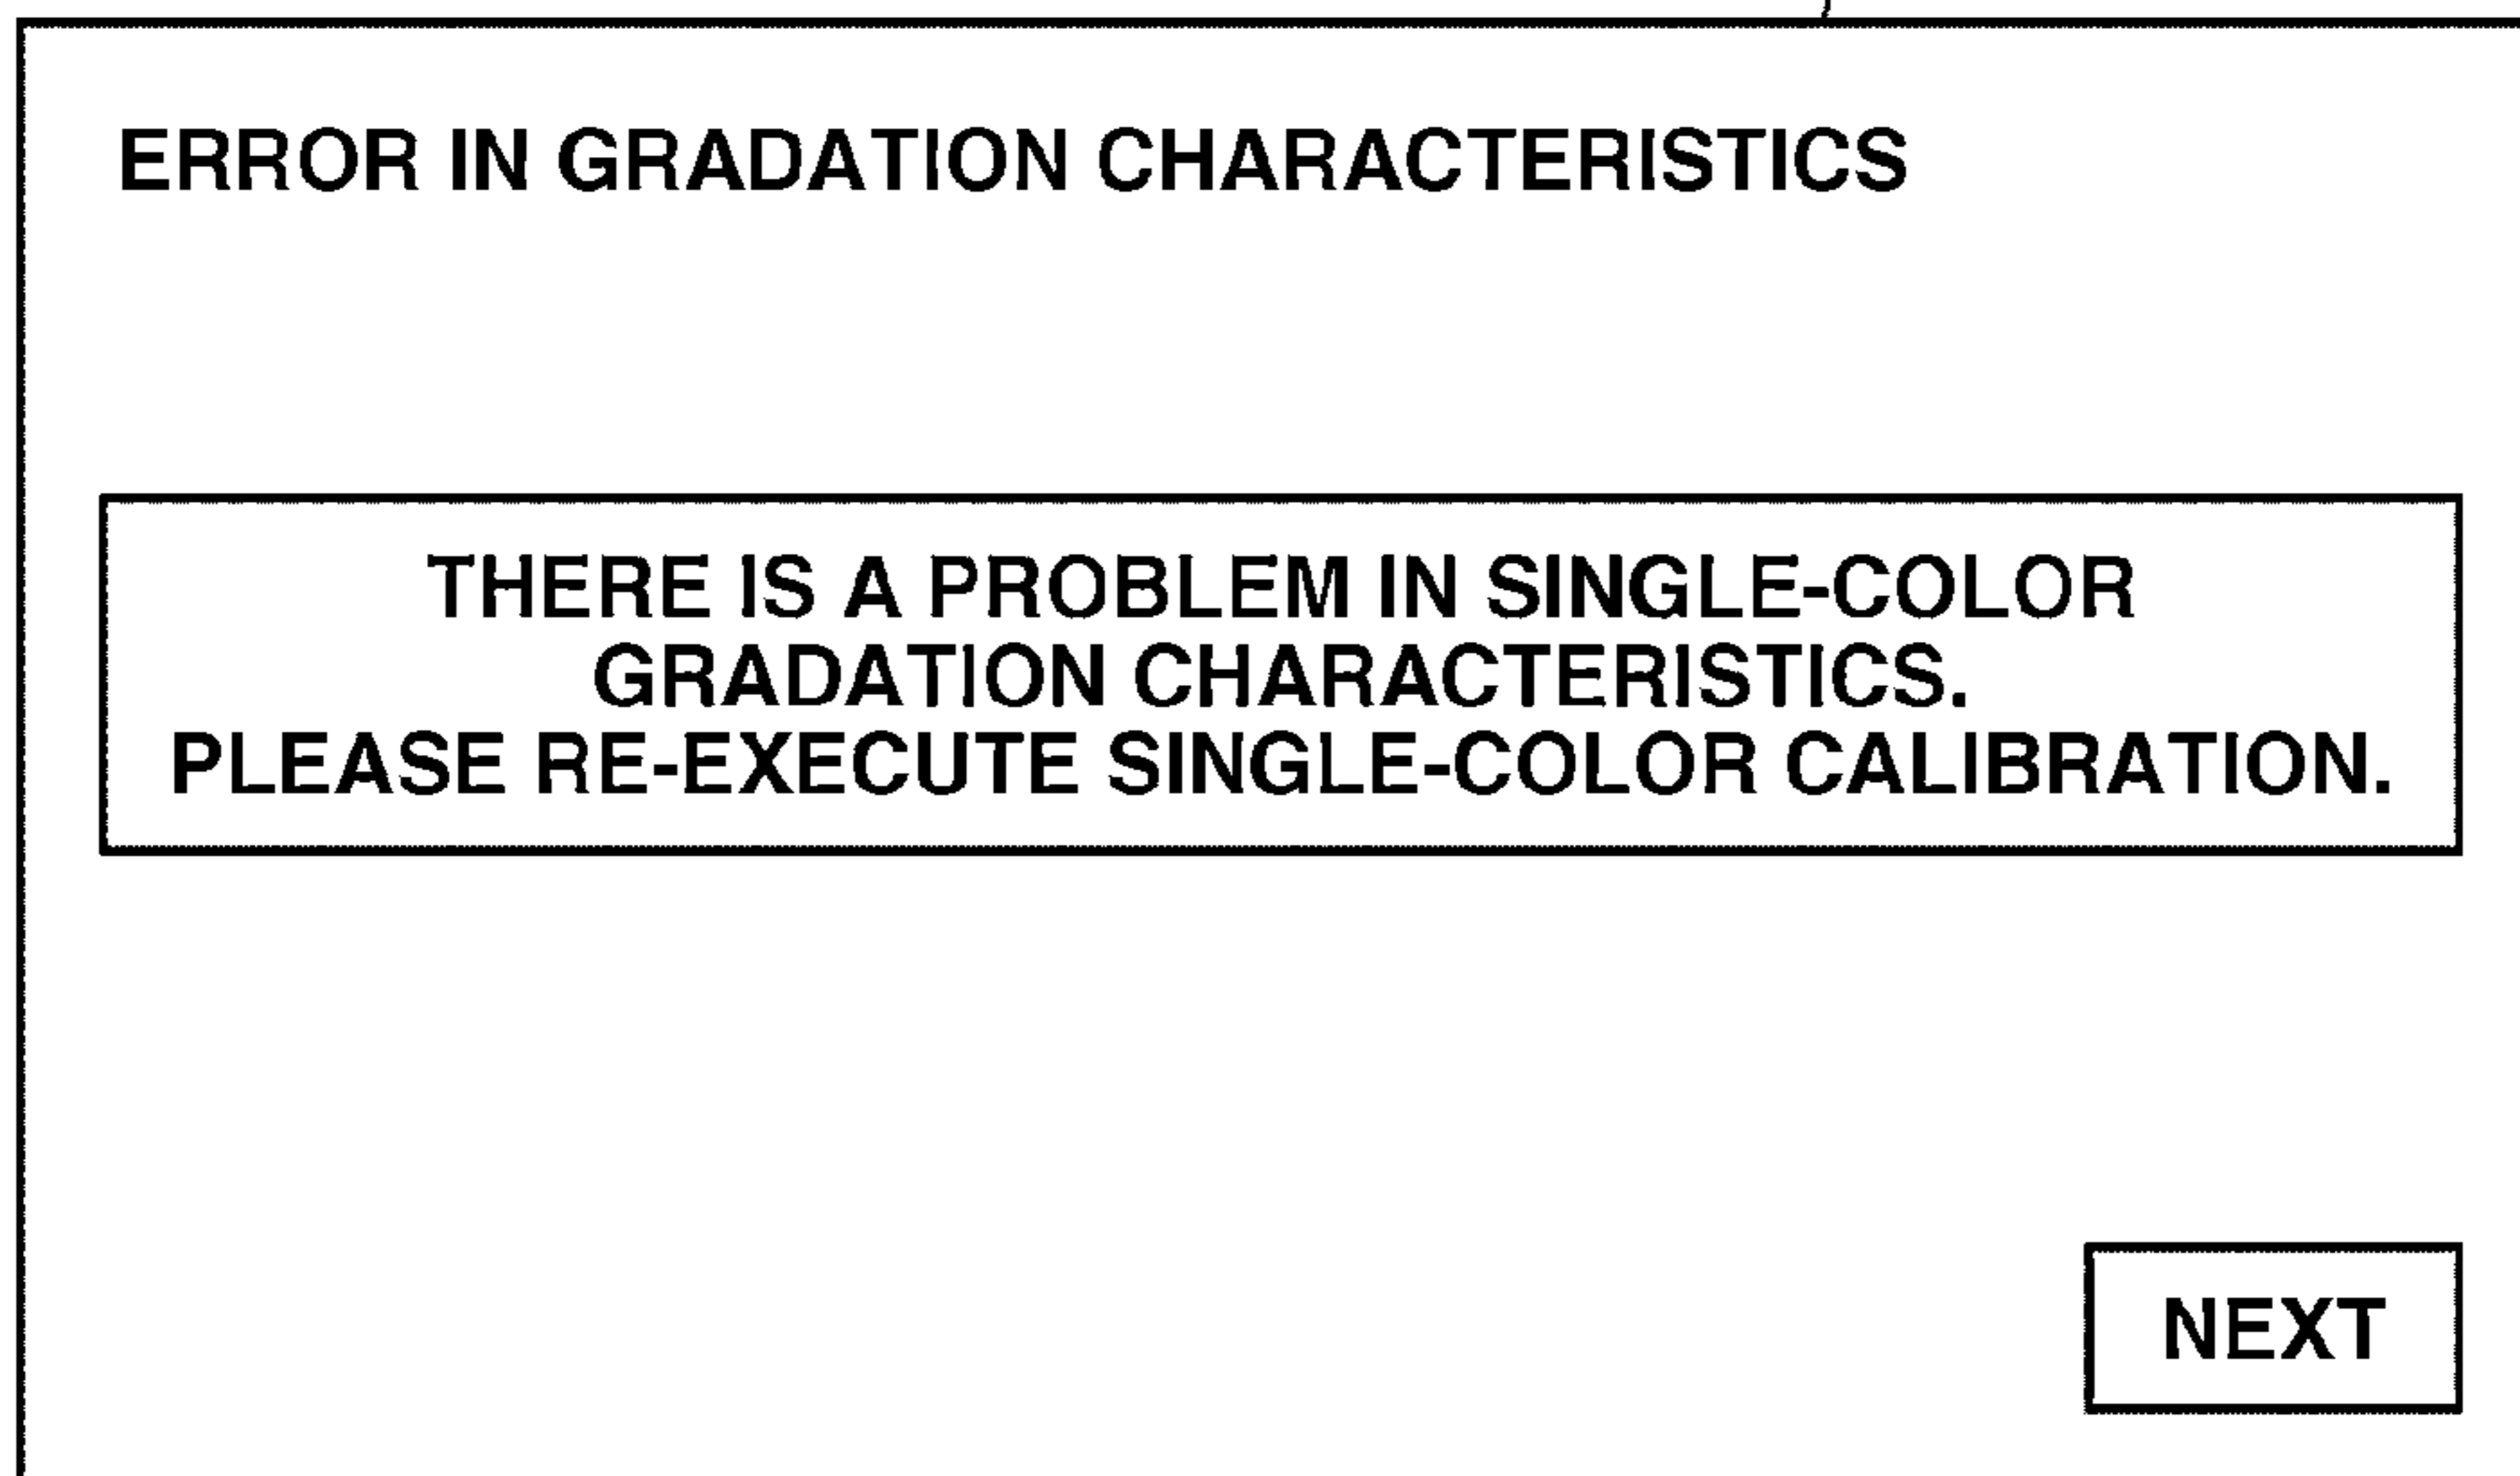 ERROR IN GRADATION CHARACTERISTICS
THERE IS A PROBLEM IN SINGLE-COLOR
GRADATION CHARACTERISTICS.
PLEASE RE-EXECUTE SINGLE-COLOR CALIBRATION.
NEXT